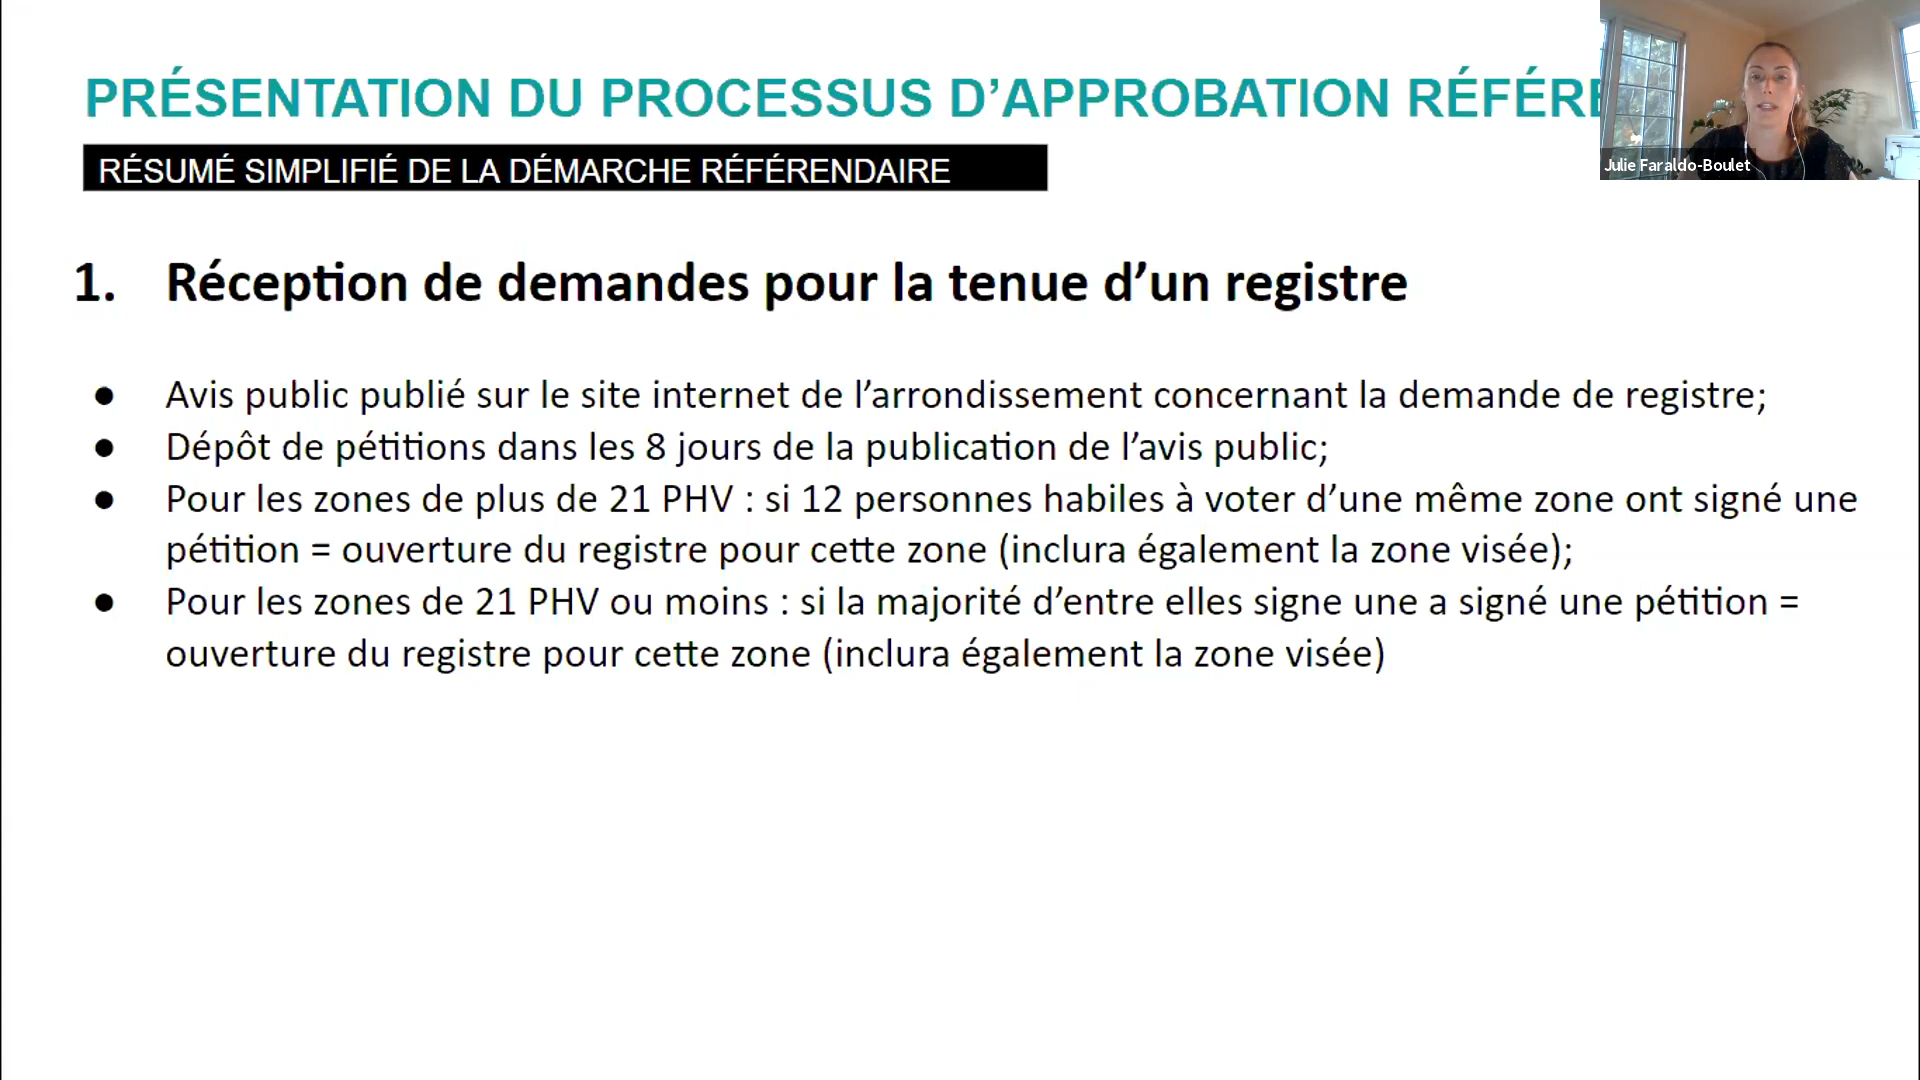 PRÉSENTATION DU PROCESSUS D’APPROBATION RÉFÉRE
RÉSUMÉ SIMPLIFIÉ DE LA DÉMARCHE RÉFÉRENDAIRE
Julie Faraldo-Boulet
1. Réception de demandes pour la tenue d’un registre
● Avis public publié sur le site internet de l’arrondissement concernant la demande de registre;
● Dépôt de pétitions dans les 8 jours de la publication de l’avis public;
● Pour les zones de plus de 21 PHV : si 12 personnes habiles à voter d’une même zone ont signé une
pétition = ouverture du registre pour cette zone (inclura également la zone visée);
● Pour les zones de 21 PHV ou moins : si la majorité d’entre elles signe une a signé une pétition =
ouverture du registre pour cette zone (inclura également la zone visée)